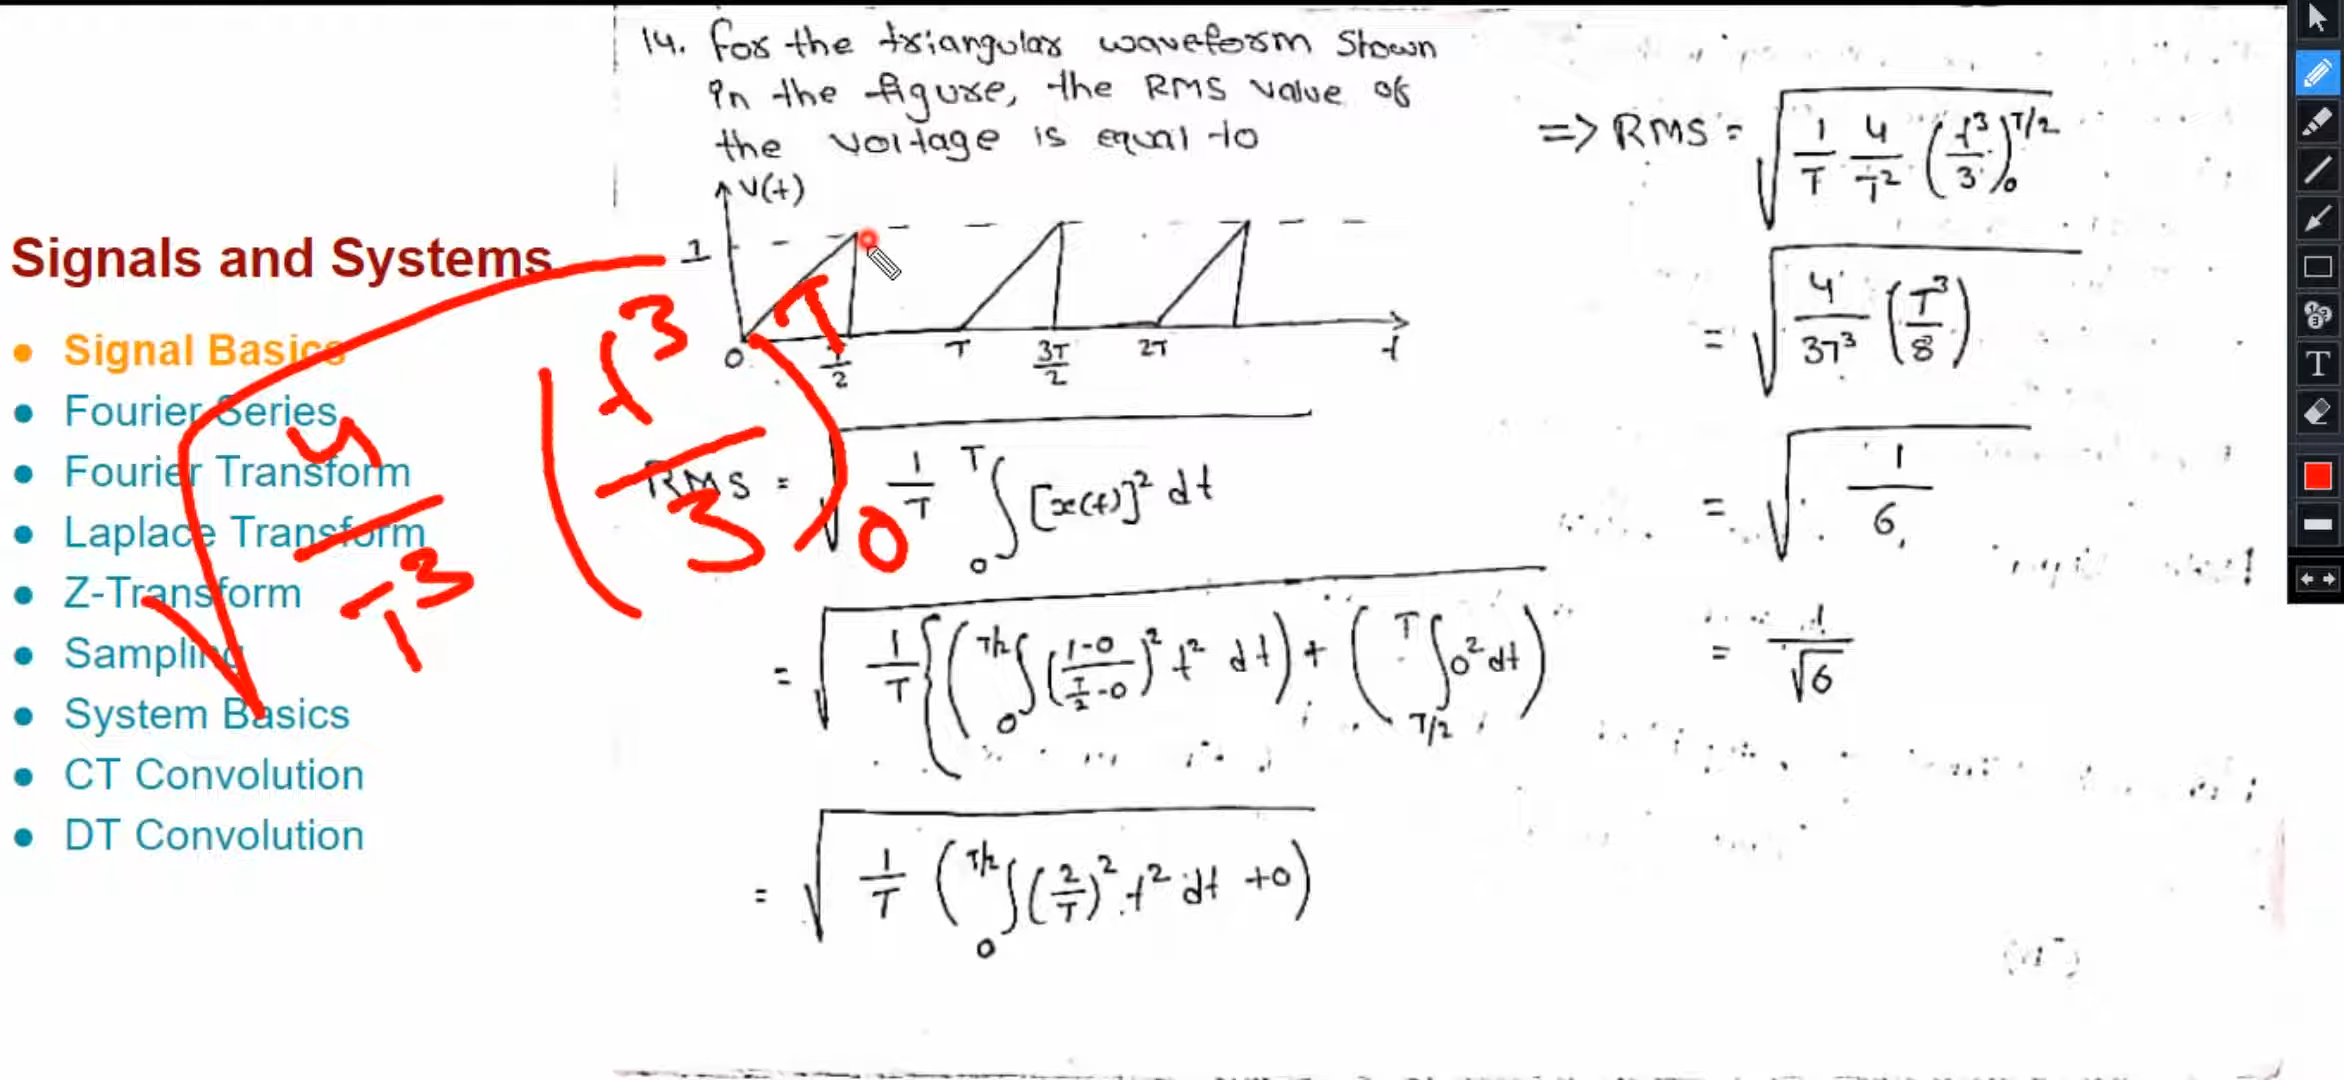 Signals and Systems
• Signal Basics
• Fourier Series
• Fourier Transform
• Laplace Transform
• Z-Transform
• Sampling
• System Basics
• CT Convolution
• DT Convolution
14. For the triangular waveform shown
in the figure, the RMS value of
the voltage is equal to
V(t)
1
0 T/2 T 3T/2 2T t
RMS = √(1/T ∫₀ᵀ [x(t)]² dt)
= √(1/T {(∫₀^(T/2) ((1-0)/(T/2 -0))² t² dt) + (∫_(T/2)^T 0² dt)
= √(1/T (∫₀^(T/2) (2/T)² . t² dt +0))
=> RMS = √(1/T 4/T² (t³/3)₀^(T/2))
= √(4/3T³ (T³/8))
= √(1/6)
= 1/√6
√(4/T³ (t³/3)₀ᵀ
T